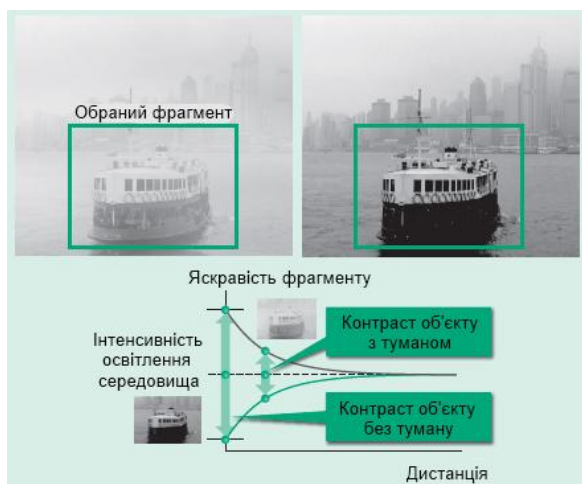 Обраний фрагмент
Яскравість фрагменту
Інтенсивність
освітлення
середовища
Контраст об'єкту
з туманом
Контраст об'єкту
без туману
Дистанція